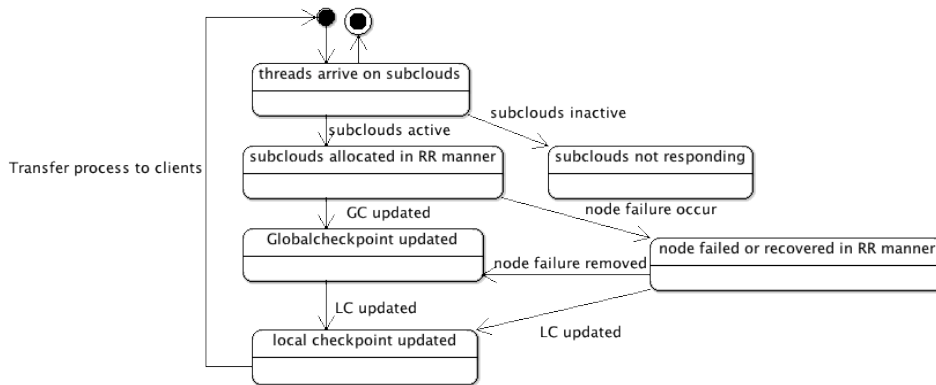 threads arrive on subclouds
subclouds inactive
subclouds active
Transfer process to clients
subclouds allocated in RR manner
subclouds not responding
GC updated
node failure occur
Globalcheckpoint updated
node failed or recovered in RR manner
node failure removed
LC updated
LC updated
local checkpoint updated